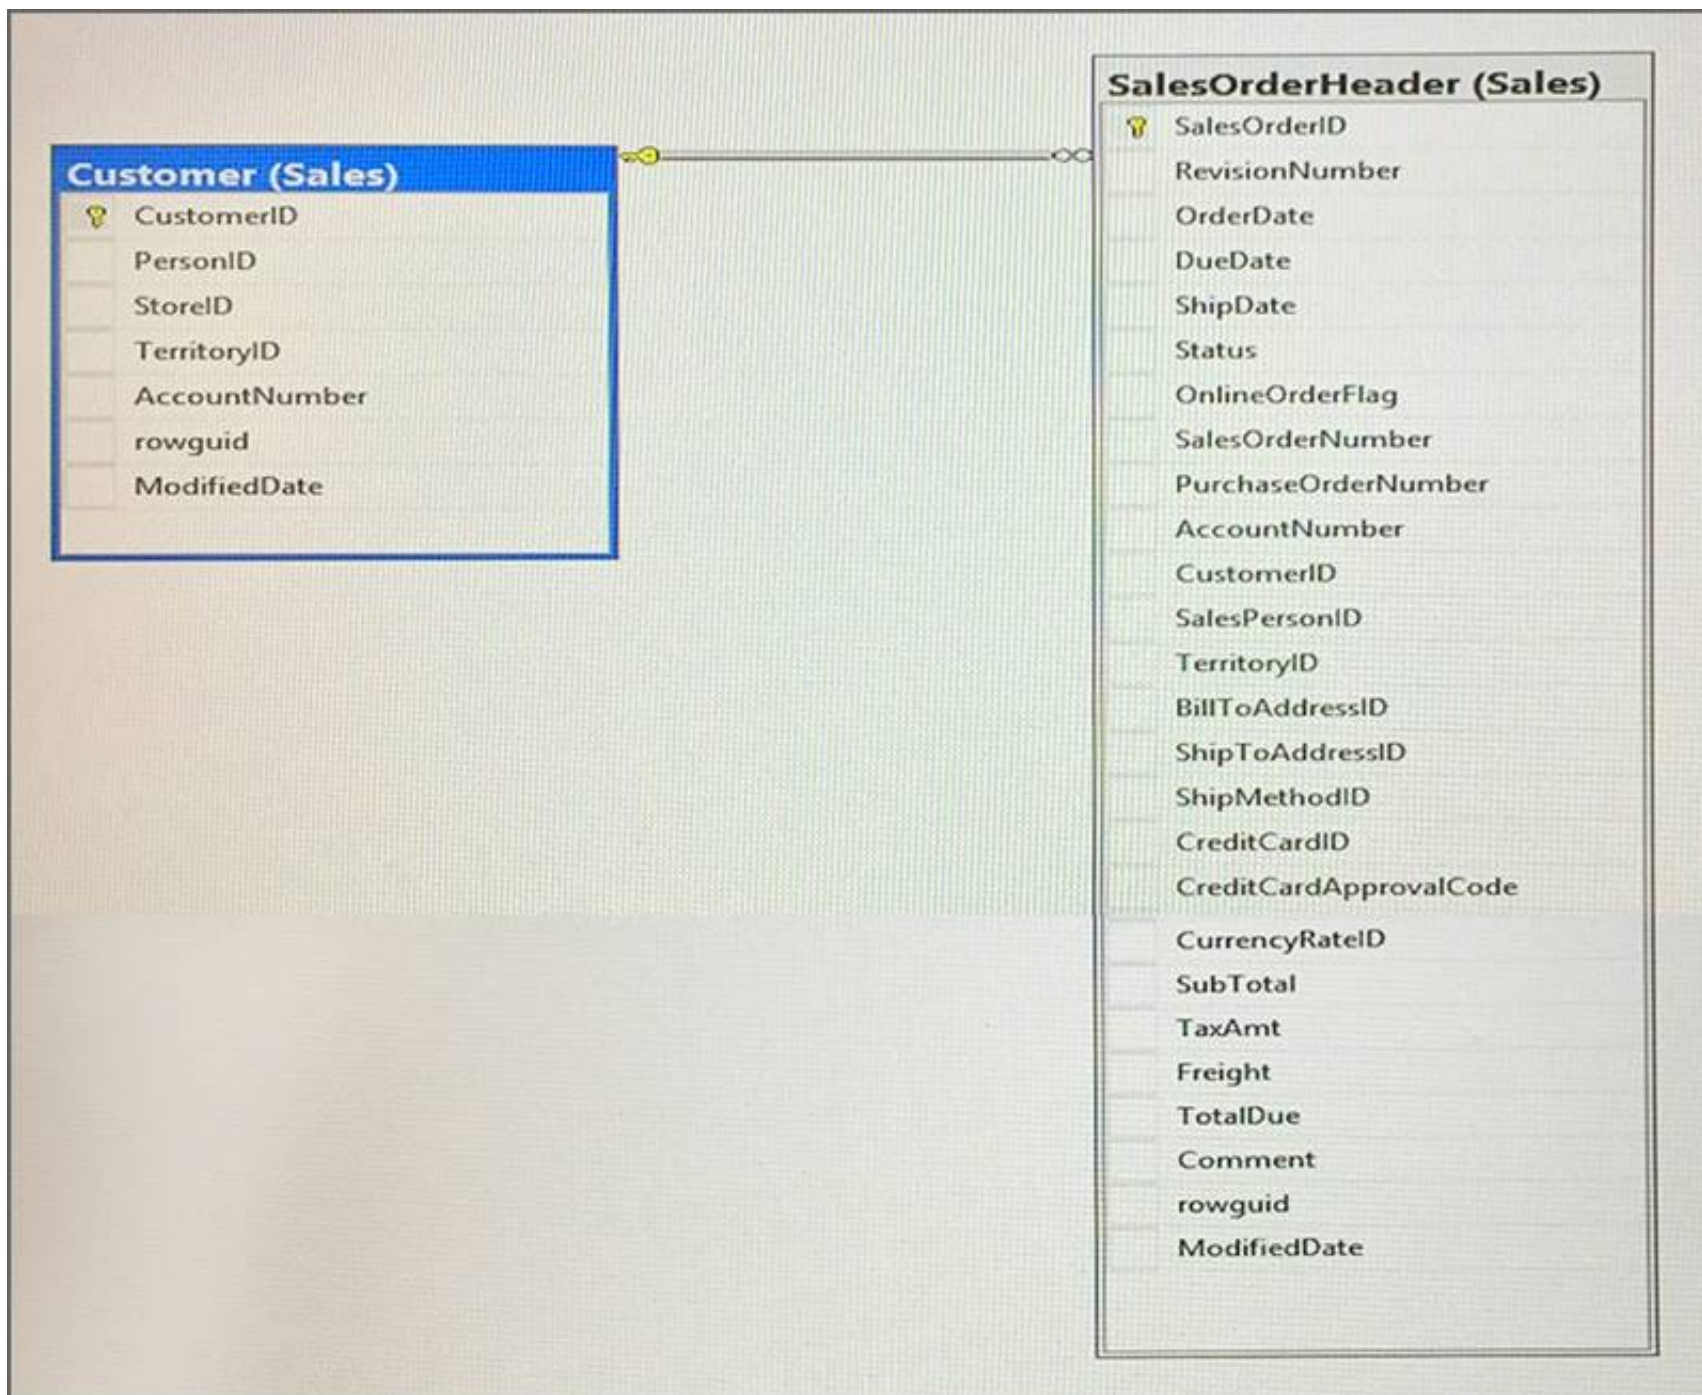 Customer (Sales)
CustomerID
PersonID
StoreID
TerritoryID
AccountNumber
rowguid
ModifiedDate
SalesOrderHeader (Sales)
SalesOrderID
RevisionNumber
OrderDate
DueDate
ShipDate
Status
OnlineOrderFlag
SalesOrderNumber
PurchaseOrderNumber
AccountNumber
CustomerID
SalesPersonID
TerritoryID
BillToAddressID
ShipToAddressID
ShipMethodID
CreditCardID
CreditCardApprovalCode
CurrencyRateID
SubTotal
TaxAmt
Freight
TotalDue
Comment
rowguid
ModifiedDate